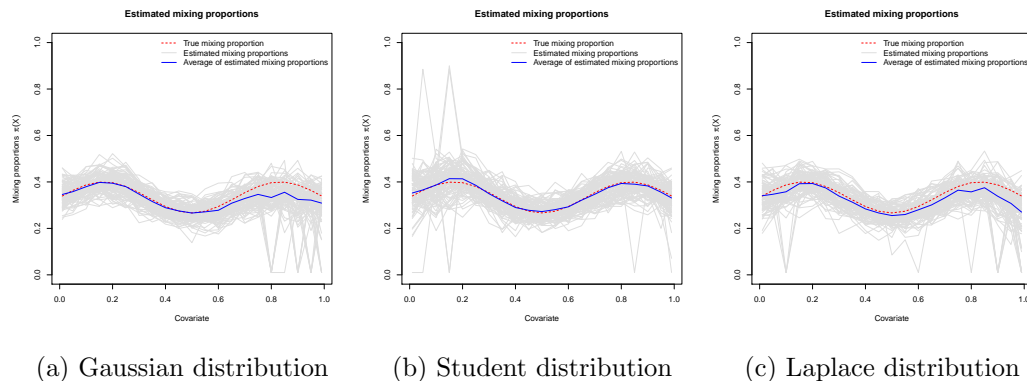 Estimated mixing proportions
True mixing proportion
Estimated mixing proportions
Average of estimated mixing proportions
Mixing proportions π(X)
1.0
0.8
0.6
0.4
0.2
0.0
0.0 0.2 0.4 0.6 0.8 1.0
Covariate
(a) Gaussian distribution
Estimated mixing proportions
True mixing proportion
Estimated mixing proportions
Average of estimated mixing proportions
Mixing proportions π(X)
1.0
0.8
0.6
0.4
0.2
0.0
0.0 0.2 0.4 0.6 0.8 1.0
Covariate
(b) Student distribution
Estimated mixing proportions
True mixing proportion
Estimated mixing proportions
Average of estimated mixing proportions
Mixing proportions π(X)
1.0
0.8
0.6
0.4
0.2
0.0
0.0 0.2 0.4 0.6 0.8 1.0
Covariate
(c) Laplace distribution